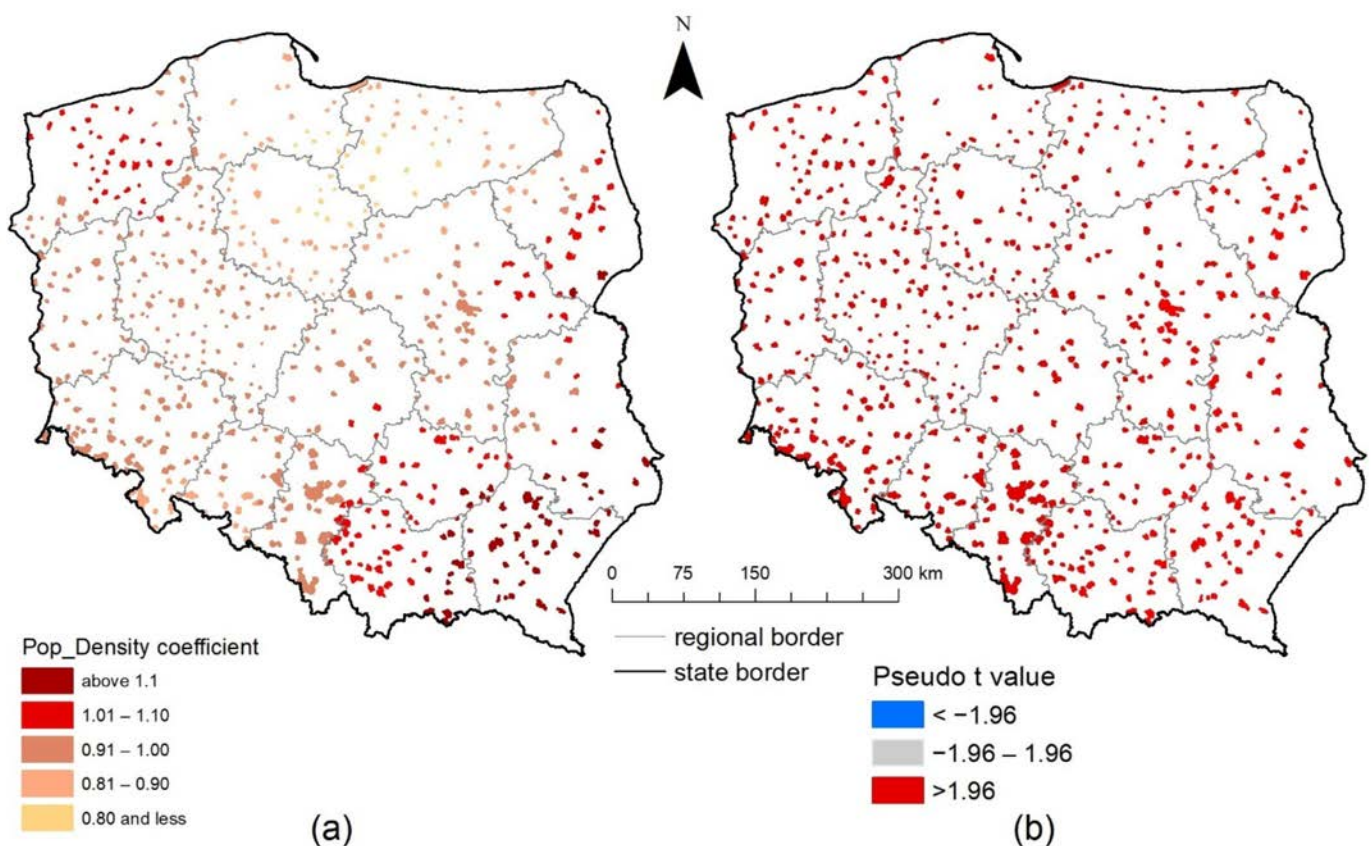 N
0 75 150 300 km
regional border
state border
Pop_Density coefficient
above 1.1
1.01 – 1.10
0.91 – 1.00
0.81 – 0.90
0.80 and less
(a)
Pseudo t value
< −1.96
−1.96 – 1.96
>1.96
(b)